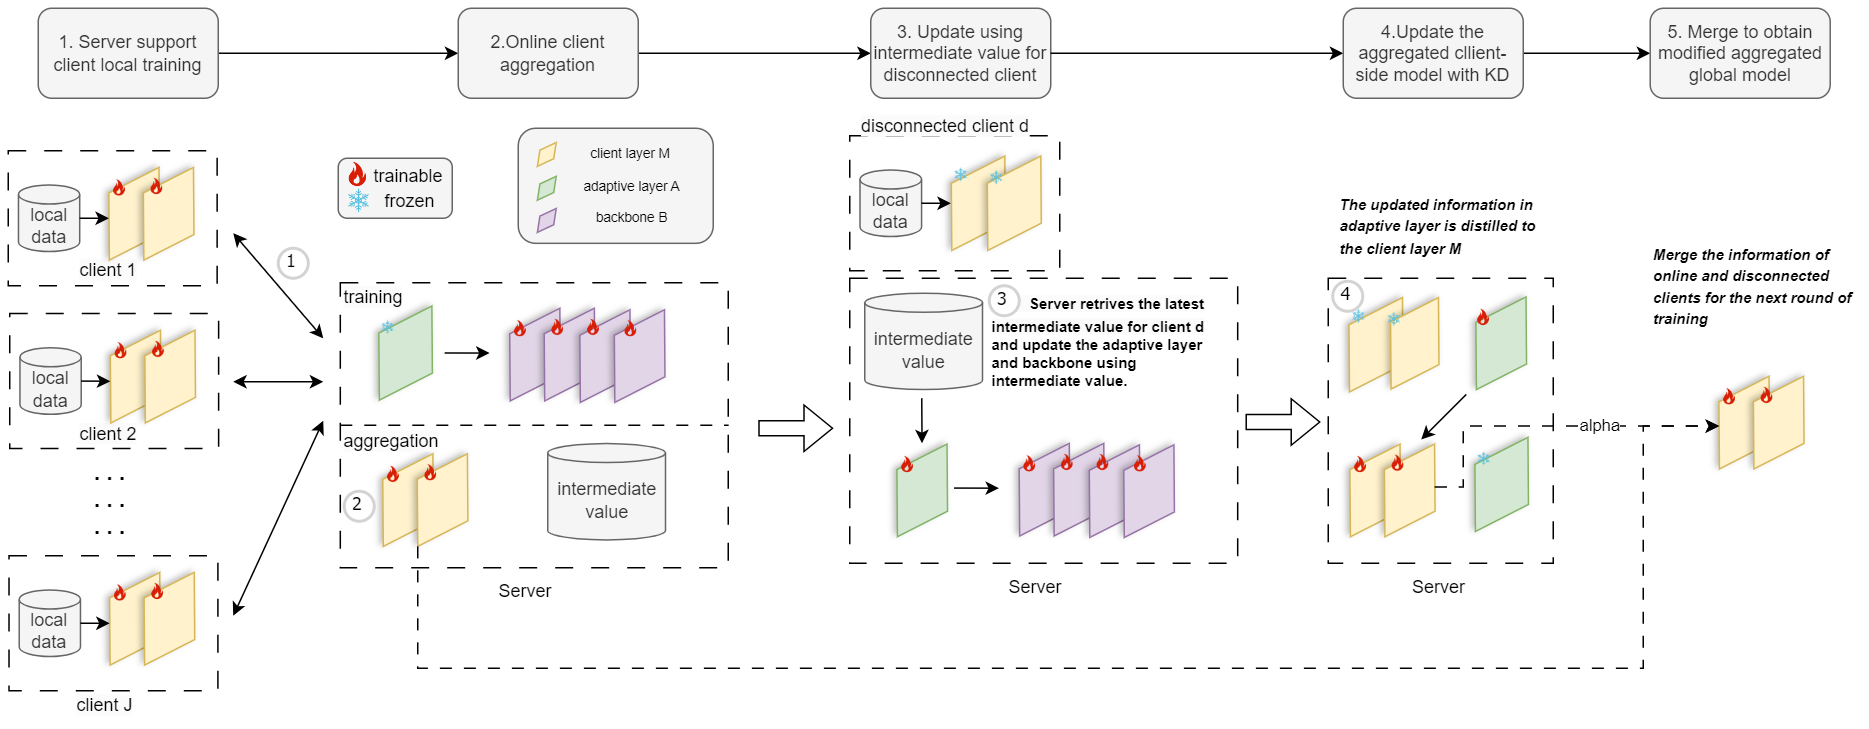 1. Server support
client local training
2.Online client
aggregation
3. Update using
intermediate value for
disconnected client
4.Update the
aggregated cllient-
side model with KD
5. Merge to obtain
modified aggregated
global model
local
data
client 1
local
data
client 2
. . .
. . .
. . .
local
data
client J
1
trainable
frozen
client layer M
adaptive layer A
backbone B
training
aggregation
2
intermediate
value
Server
disconnected client d
local
data
intermediate
value
3
Server retrives the latest
intermediate value for client d
and update the adaptive layer
and backbone using
intermediate value.
Server
The updated information in
adaptive layer is distilled to
the client layer M
4
Server
alpha
Merge the information of
online and disconnected
clients for the next round of
training